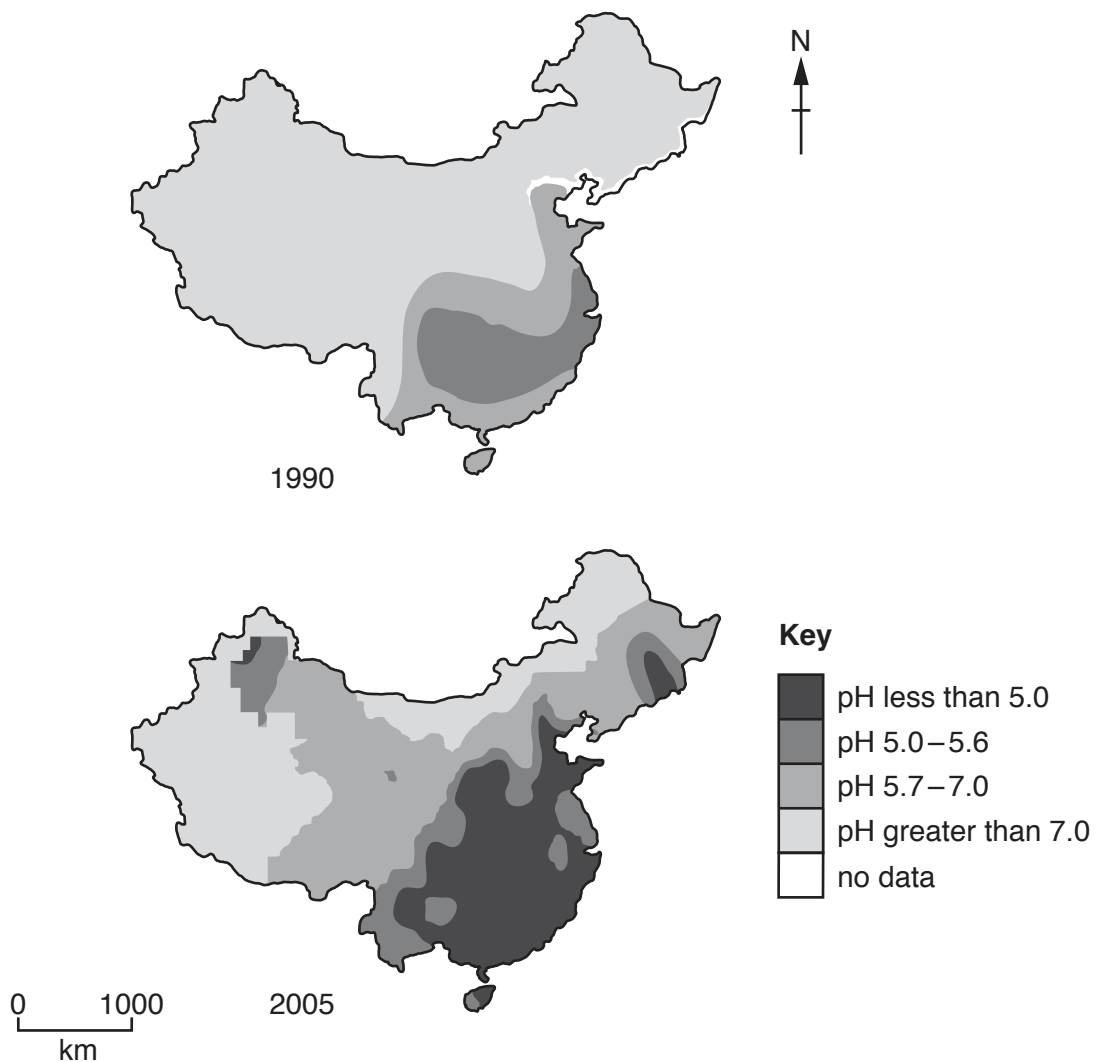 N
1990
Key
pH less than 5.0
pH 5.0–5.6
pH 5.7–7.0
pH greater than 7.0
no data
0 1000
km
2005